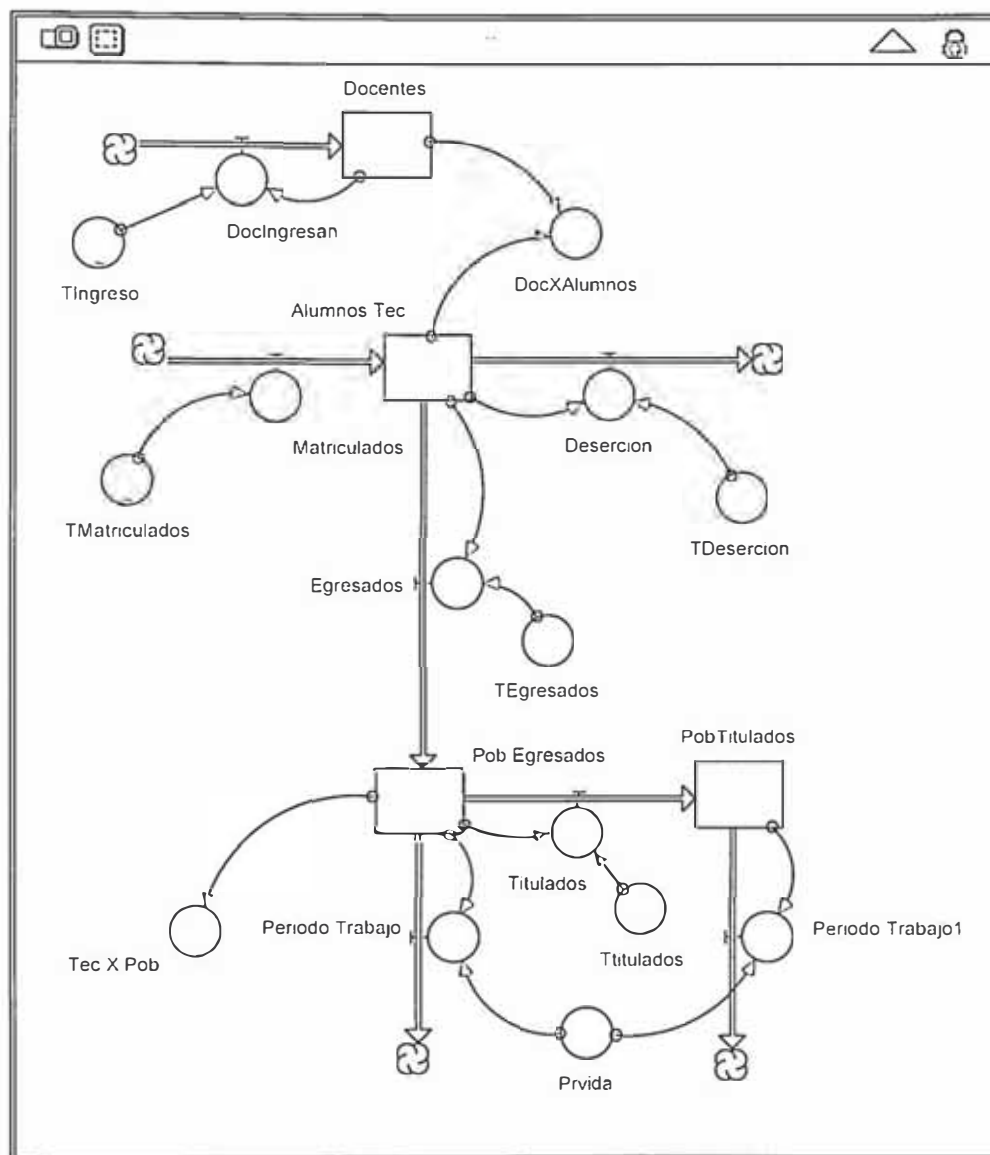 Docentes
DocIngresan
TIngreso
DocXAlumnos
Alumnos Tec
Matriculados
Desercion
TMatriculados
TDesercion
Egresados
TEgresados
Pob Egresados
PobTitulados
Titulados
Periodo Trabajo
Periodo Trabajo1
Tec X Pob
Ttitulados
Prvida